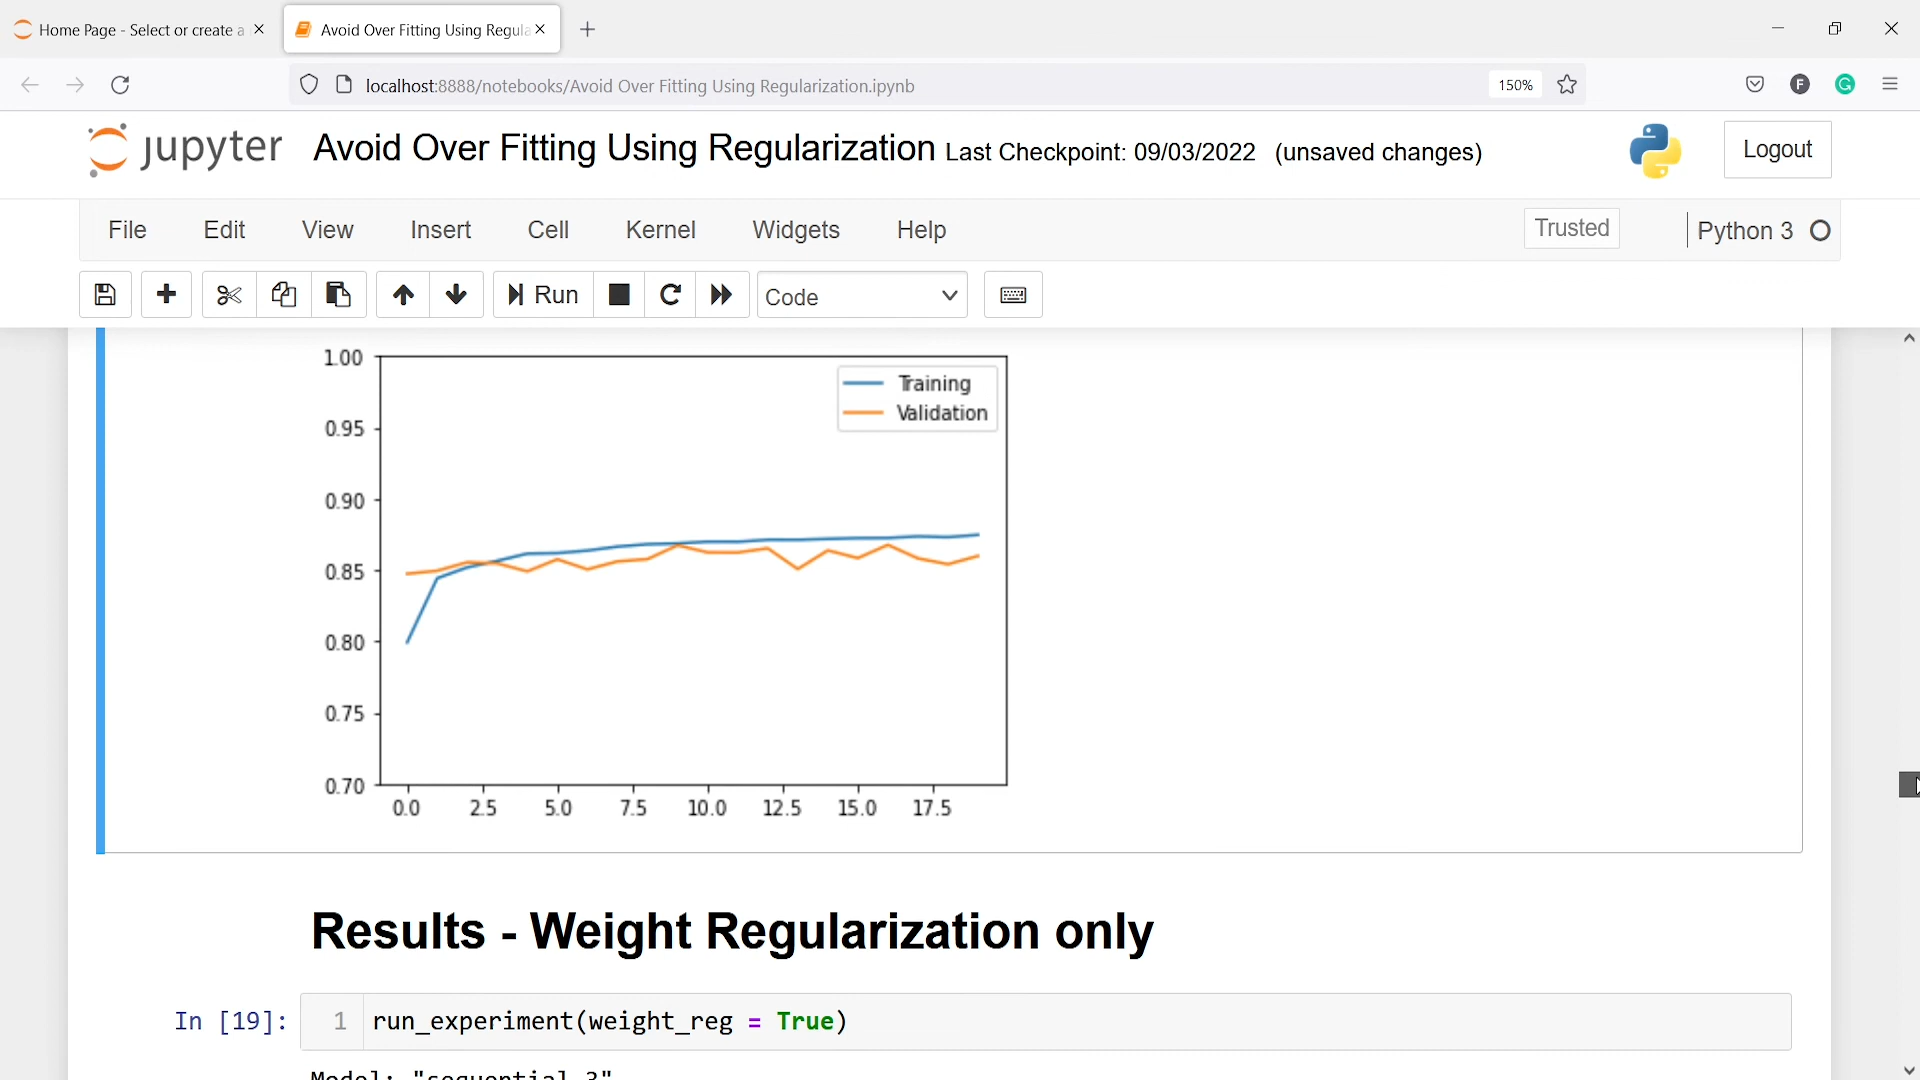 Home Page - Select or create a
Avoid Over Fitting Using Regula
localhost:8888/notebooks/Avoid Over Fitting Using Regularization.ipynb
150%
F
G
jupyter Avoid Over Fitting Using Regularization Last Checkpoint: 09/03/2022 (unsaved changes)
Logout
File Edit View Insert Cell Kernel Widgets Help
Trusted
Python 3
Run
Code
1.00
Training
Validation
0.95
0.90
0.85
0.80
0.75
0.70
0.0 2.5 5.0 7.5 10.0 12.5 15.0 17.5
Results - Weight Regularization only
In [19]: 1 run_experiment(weight_reg = True)
Model: "sequential_3"